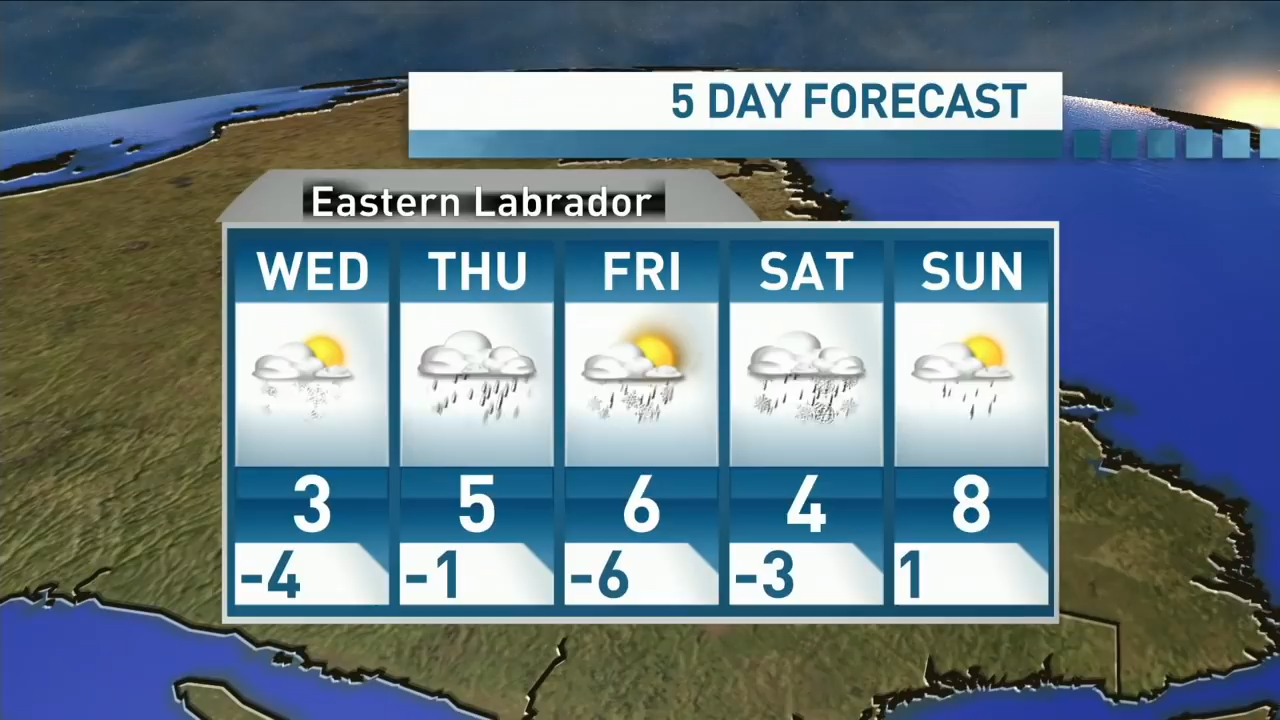 5 DAY FORECAST
Eastern Labrador
WED THU FRI SAT SUN
3 5 6 4 8
-4 -1 -6 -3 1